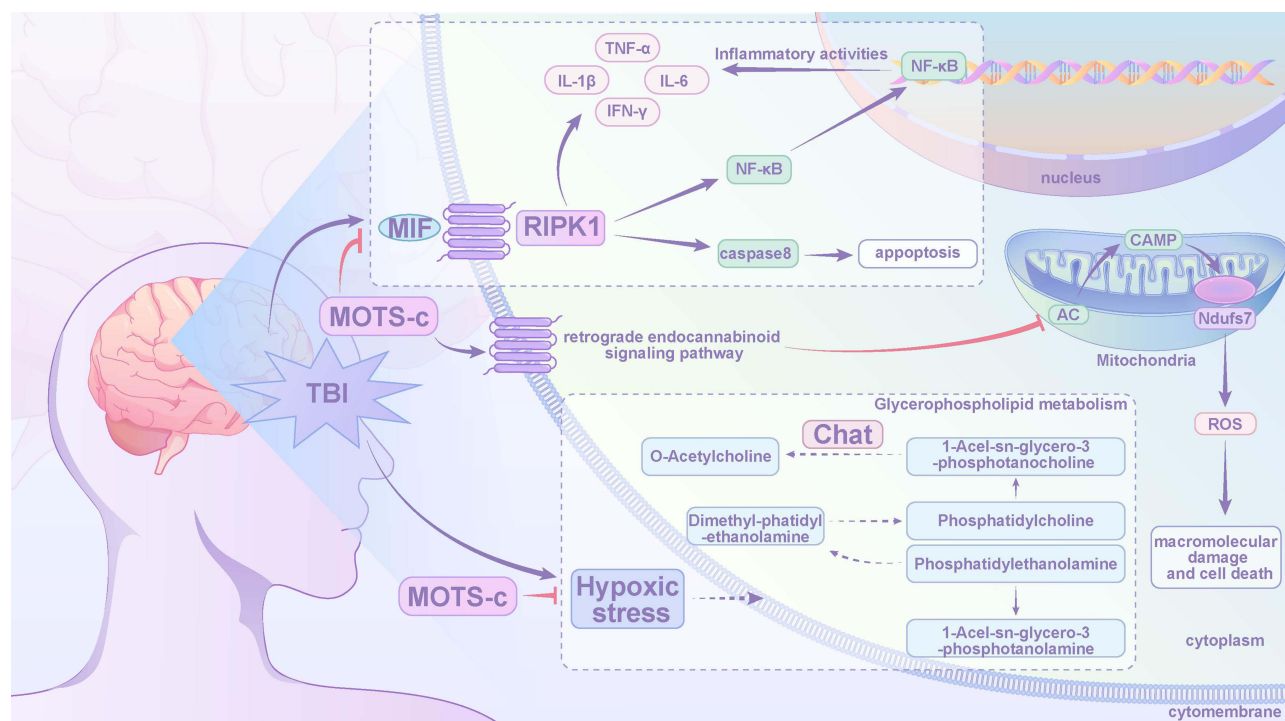 TNF-α
Inflammatory activities
NF-κB
IL-1β
IL-6
IFN-γ
nucleus
NF-κB
MIF
RIPK1
caspase8
appoptosis
CAMP
AC
Ndufs7
Mitochondria
MOTS-c
retrograde endocannabinoid
signaling pathway
TBI
Glycerophospholipid metabolism
ROS
Chat
O-Acetylcholine
1-Acel-sn-glycero-3
-phosphotanocholine
Dimethyl-phatidyl
-ethanolamine
Phosphatidylcholine
Phosphatidylethanolamine
macromolecular
damage
and cell death
MOTS-c
Hypoxic
stress
1-Acel-sn-glycero-3
-phosphotanolamine
cytoplasm
cytomembrane